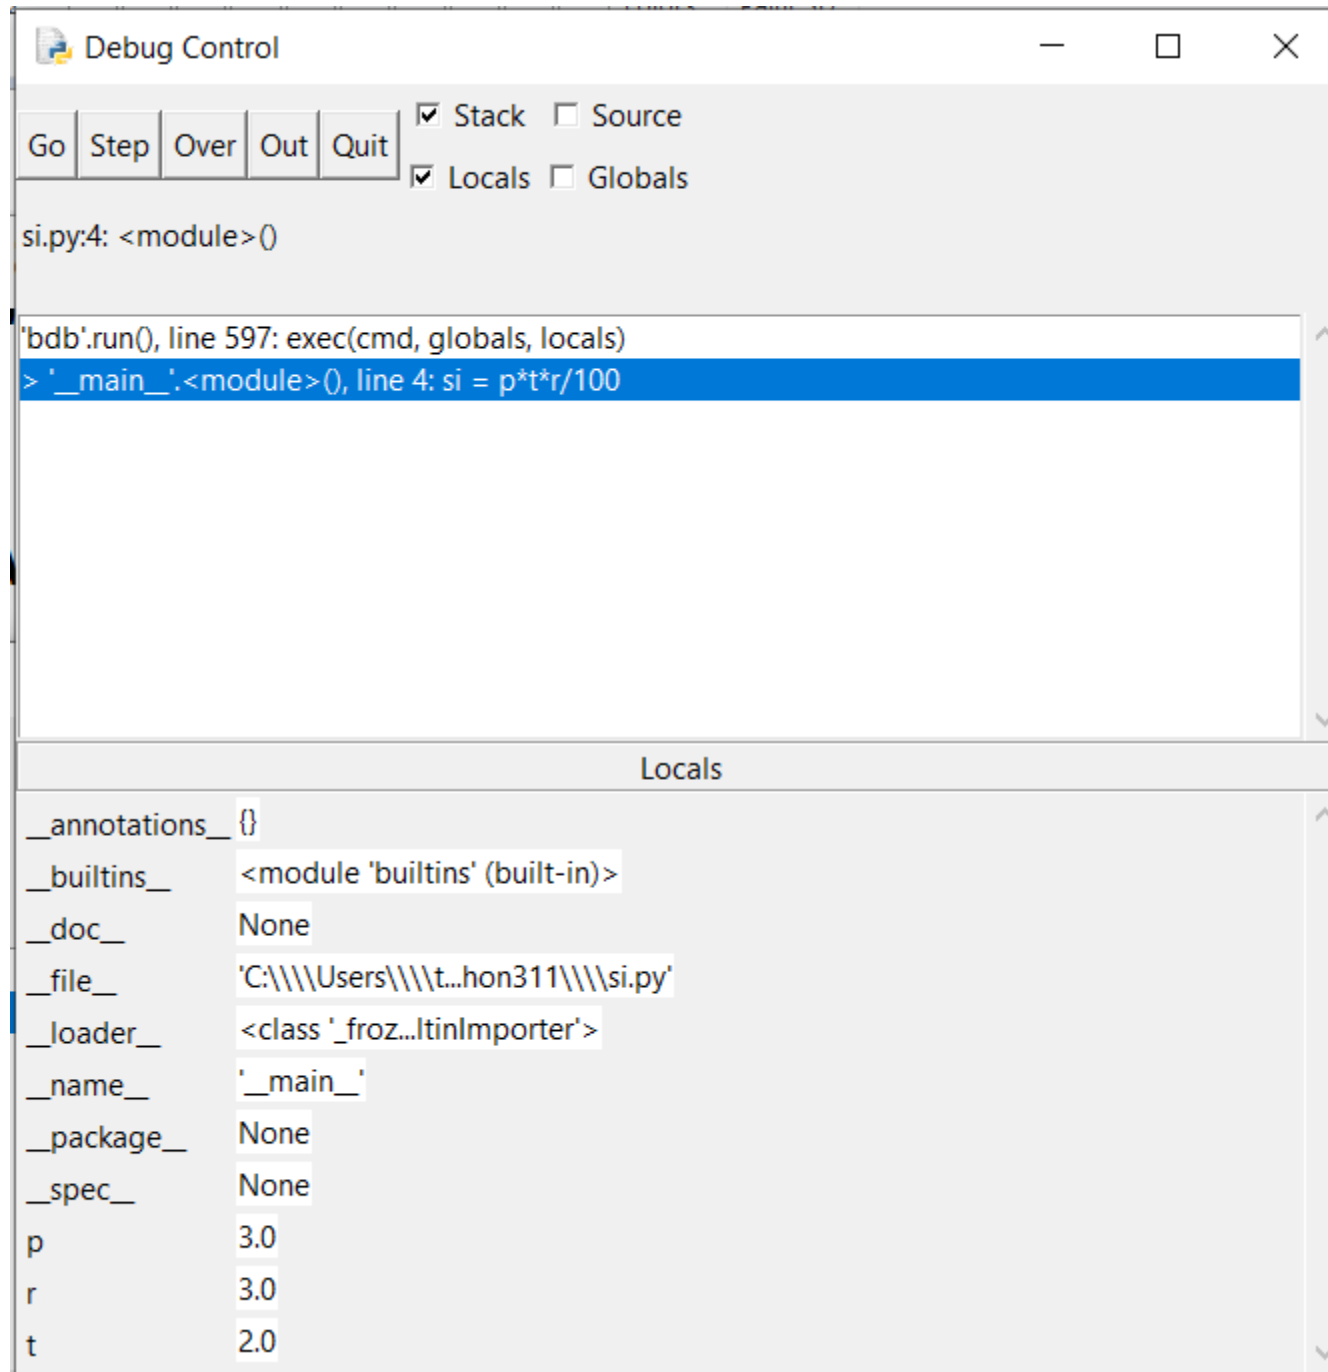 Debug Control
Go Step Over Out Quit
Stack Source
Locals Globals
si.py:4: <module>()
'bdb'.run(), line 597: exec(cmd, globals, locals)
> '__main__'.<module>(), line 4: si = p*t*r/100
Locals
__annotations__ {}
__builtins__ <module 'builtins' (built-in)>
__doc__ None
__file__ 'C:\\\\Users\\\\t...hon311\\\\si.py'
__loader__ <class '_froz...ltinImporter'>
__name__ '__main__'
__package__ None
__spec__ None
p 3.0
r 3.0
t 2.0